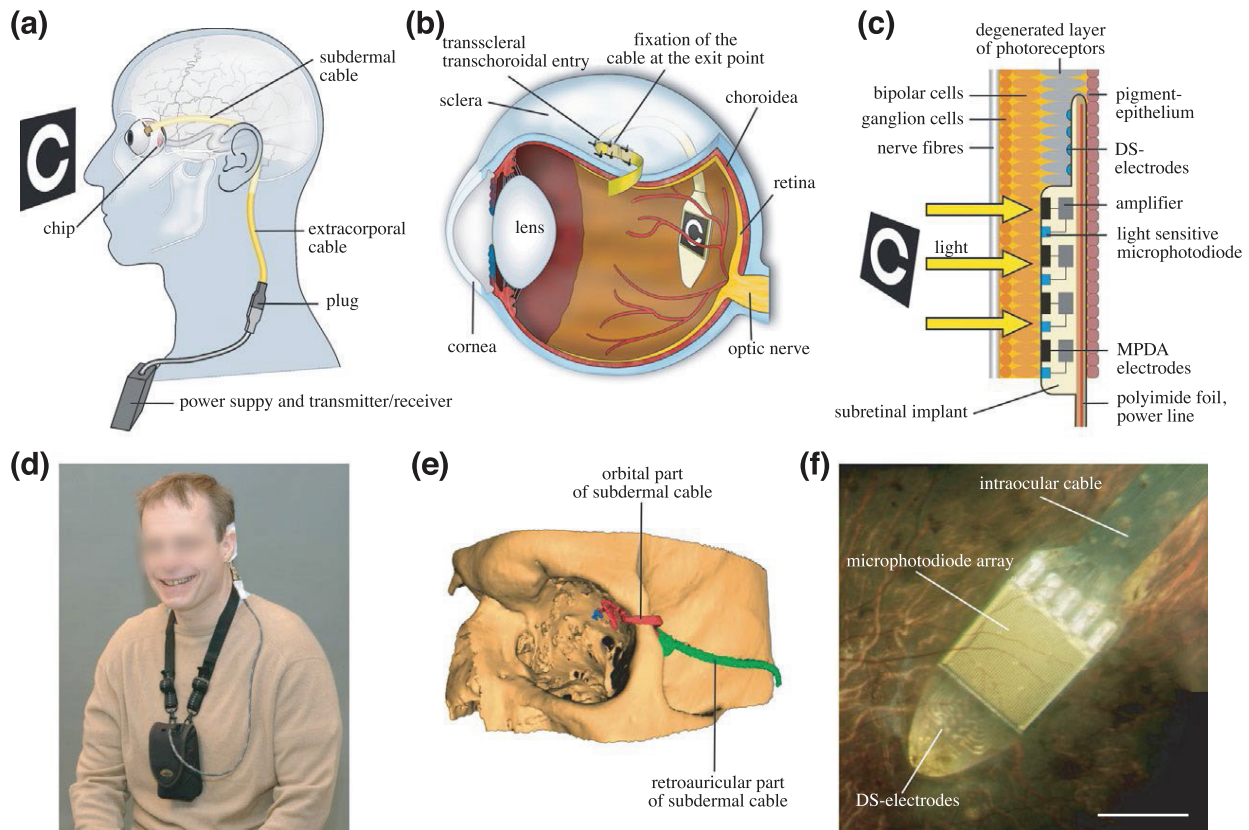 (a)
subdermal
cable
chip
extracorporal
cable
plug
power suppy and transmitter/receiver
(b)
transscleral
transchoroidal entry
fixation of the
cable at the exit point
sclera
choroidea
retina
lens
cornea
optic nerve
C
(c)
degenerated layer
of photoreceptors
bipolar cells
ganglion cells
nerve fibres
pigment-
epithelium
DS-
electrodes
amplifier
light sensitive
microphotodiode
light
C
MPDA
electrodes
subretinal implant
polyimide foil,
power line
(d)
(e)
orbital part
of subdermal cable
retroauricular part
of subdermal cable
(f)
intraocular cable
microphotodiode array
DS-electrodes
C